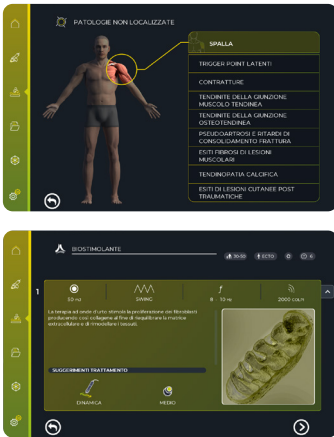 PATOLOGIE NON LOCALIZZATE
SPALLA
TRIGGER POINT LATENTI
CONTRATTURE
TENDINITE DELLA GIUNZIONE
MUSCOLO TENDINEA
TENDINITE DELLA GIUNZIONE
OSTEOTENDINEA
PSEUDOARTROSI E RITARDI DI
CONSOLIDAMENTO FRATTURA
ESITI FIBROSI DI LESIONI
MUSCOLARI
TENDINOPATIA CALCIFICA
ESITI DI LESIONI CUTANEE POST
TRAUMATICHE
BIOSTIMOLANTE
ECTO
6
1
SWING
2000 COLPI
La terapia ad onde d'urto stimola la proliferazione dei fibroblasti
producendo così collagene al fine di riequilibrare la matrice
extracellulare e di rimodellare i tessuti.
SUGGERIMENTI TRATTAMENTO
DINAMICA
MEDIO